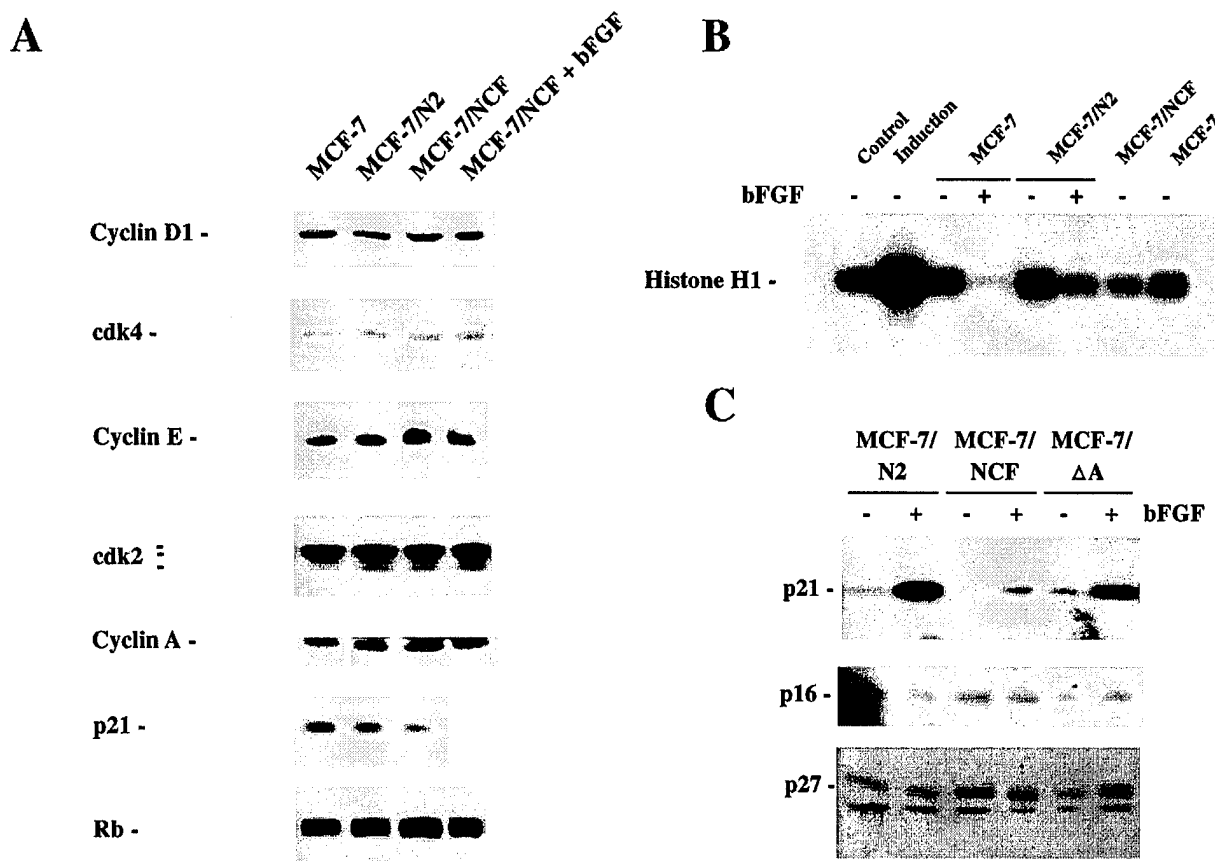 A
MCF-7
MCF-7/N2
MCF-7/NCF
MCF-7/NCF + bFGF
Cyclin D1 -
cdk4 -
Cyclin E -
cdk2
Cyclin A -
p21 -
Rb -
B
Control
Induction
MCF-7
MCF-7/N2
MCF-7/NCF
MCF-7
bFGF - - - + - + - -
Histone H1 -
C
MCF-7/ MCF-7/ MCF-7/
N2 NCF ΔA
- + - + - + bFGF
p21 -
p16 -
p27 -